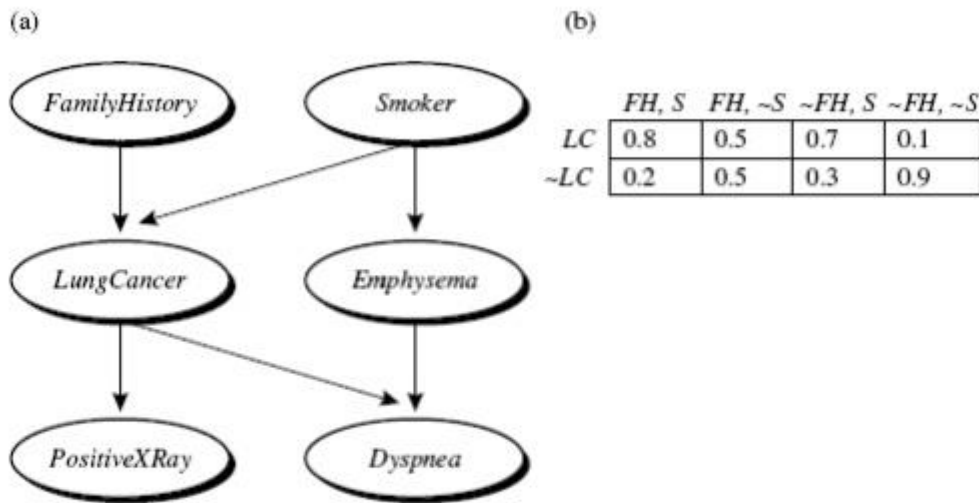 (a)
FamilyHistory Smoker
LungCancer Emphysema
PositiveXRay Dyspnea
(b)
FH, S FH, ~S ~FH, S ~FH, ~S
LC 0.8 0.5 0.7 0.1
~LC 0.2 0.5 0.3 0.9